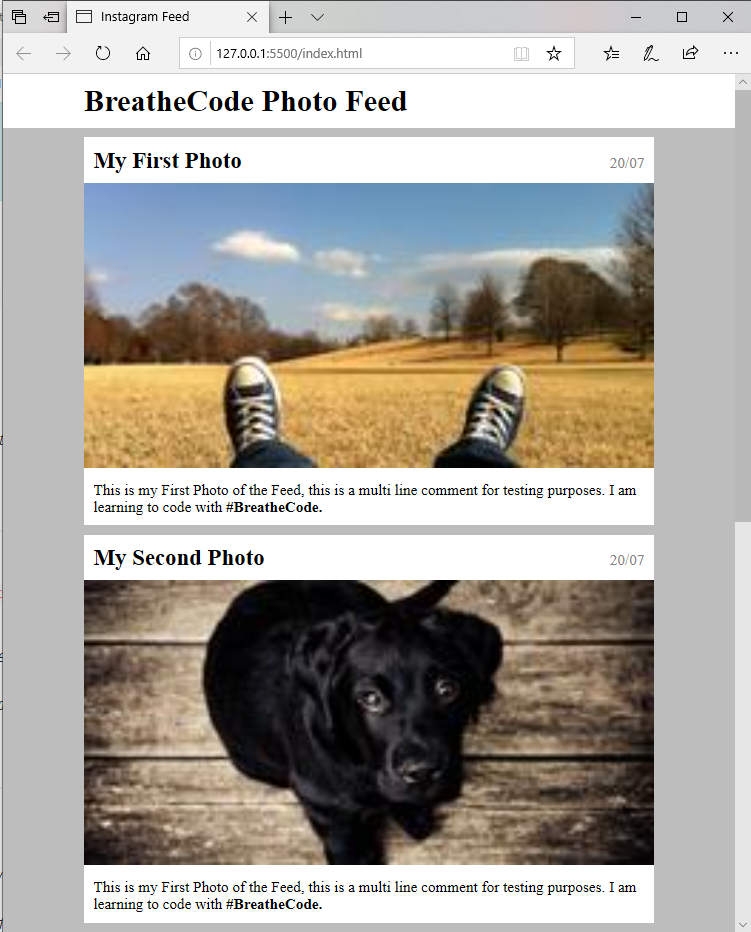 Instagram Feed
127.0.0.1:5500/index.html
BreatheCode Photo Feed
My First Photo
20/07
This is my First Photo of the Feed, this is a multi line comment for testing purposes. I am
learning to code with #BreatheCode.
My Second Photo
20/07
This is my First Photo of the Feed, this is a multi line comment for testing purposes. I am
learning to code with #BreatheCode.